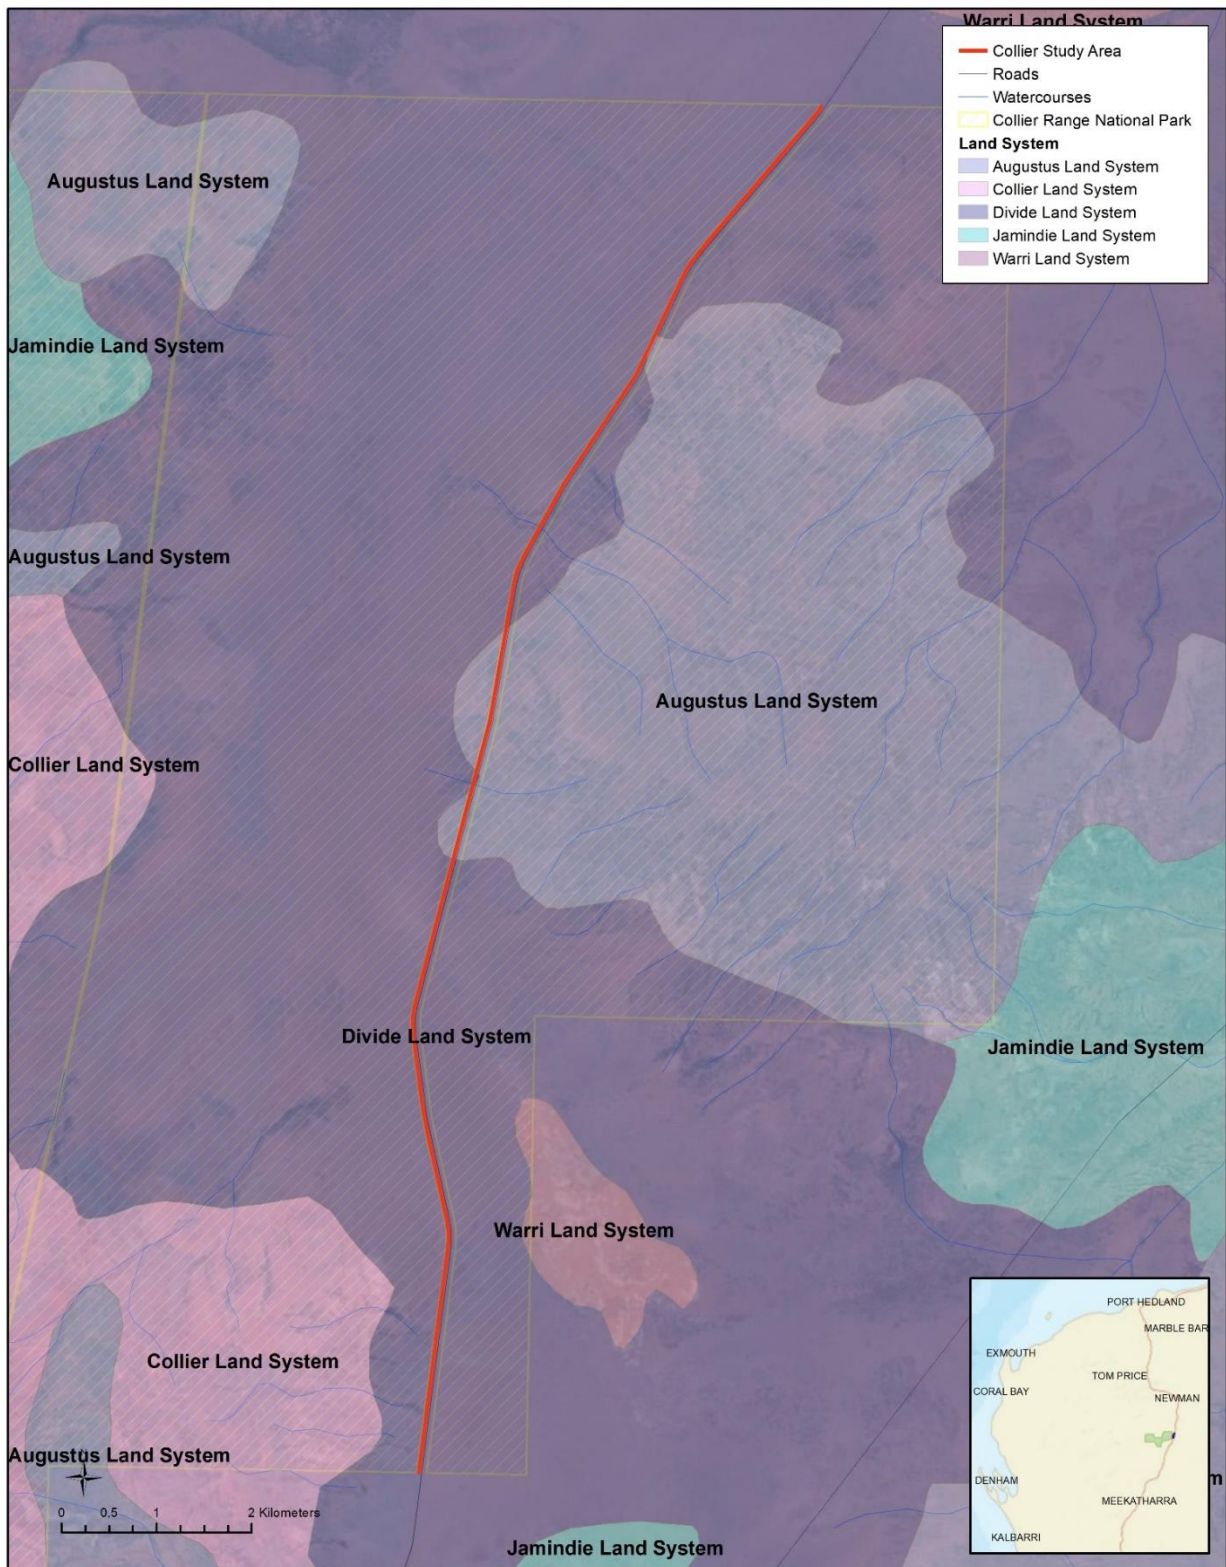 Warri Land System
Collier Study Area
Roads
Watercourses
Collier Range National Park
Land System
Augustus Land System
Collier Land System
Divide Land System
Jamindie Land System
Warri Land System
Augustus Land System
Jamindie Land System
Augustus Land System
Augustus Land System
Collier Land System
Divide Land System
Jamindie Land System
Warri Land System
Collier Land System
Augustus Land System
0 0.5 1 2 Kilometers
Jamindie Land System
PORT HEDLAND
MARBLE BAR
EXMOUTH
TOM PRICE
CORAL BAY
NEWMAN
DENHAM
MEEKATHARRA
KALBARRI